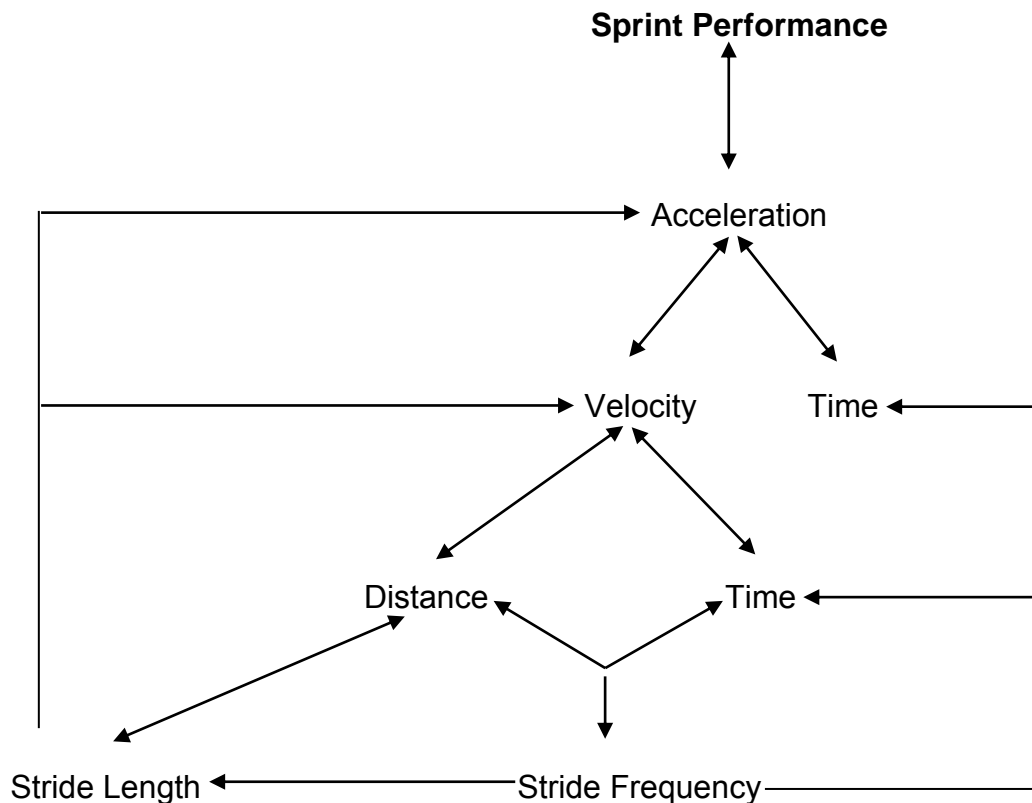 Sprint Performance
Acceleration
Velocity Time
Distance Time
Stride Length Stride Frequency